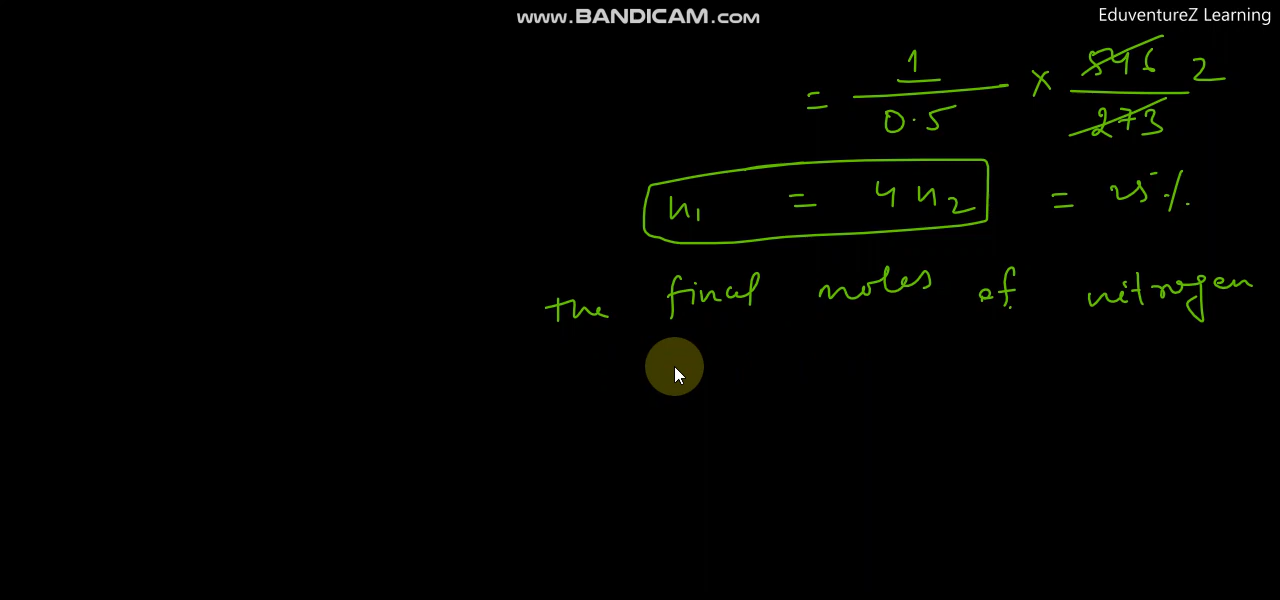 www.BANDICAM.com
EduventureZ Learning
= 1/0.5 × 546/273 2
n₁ = 4 n₂ = 25%
the final moles of nitrogen